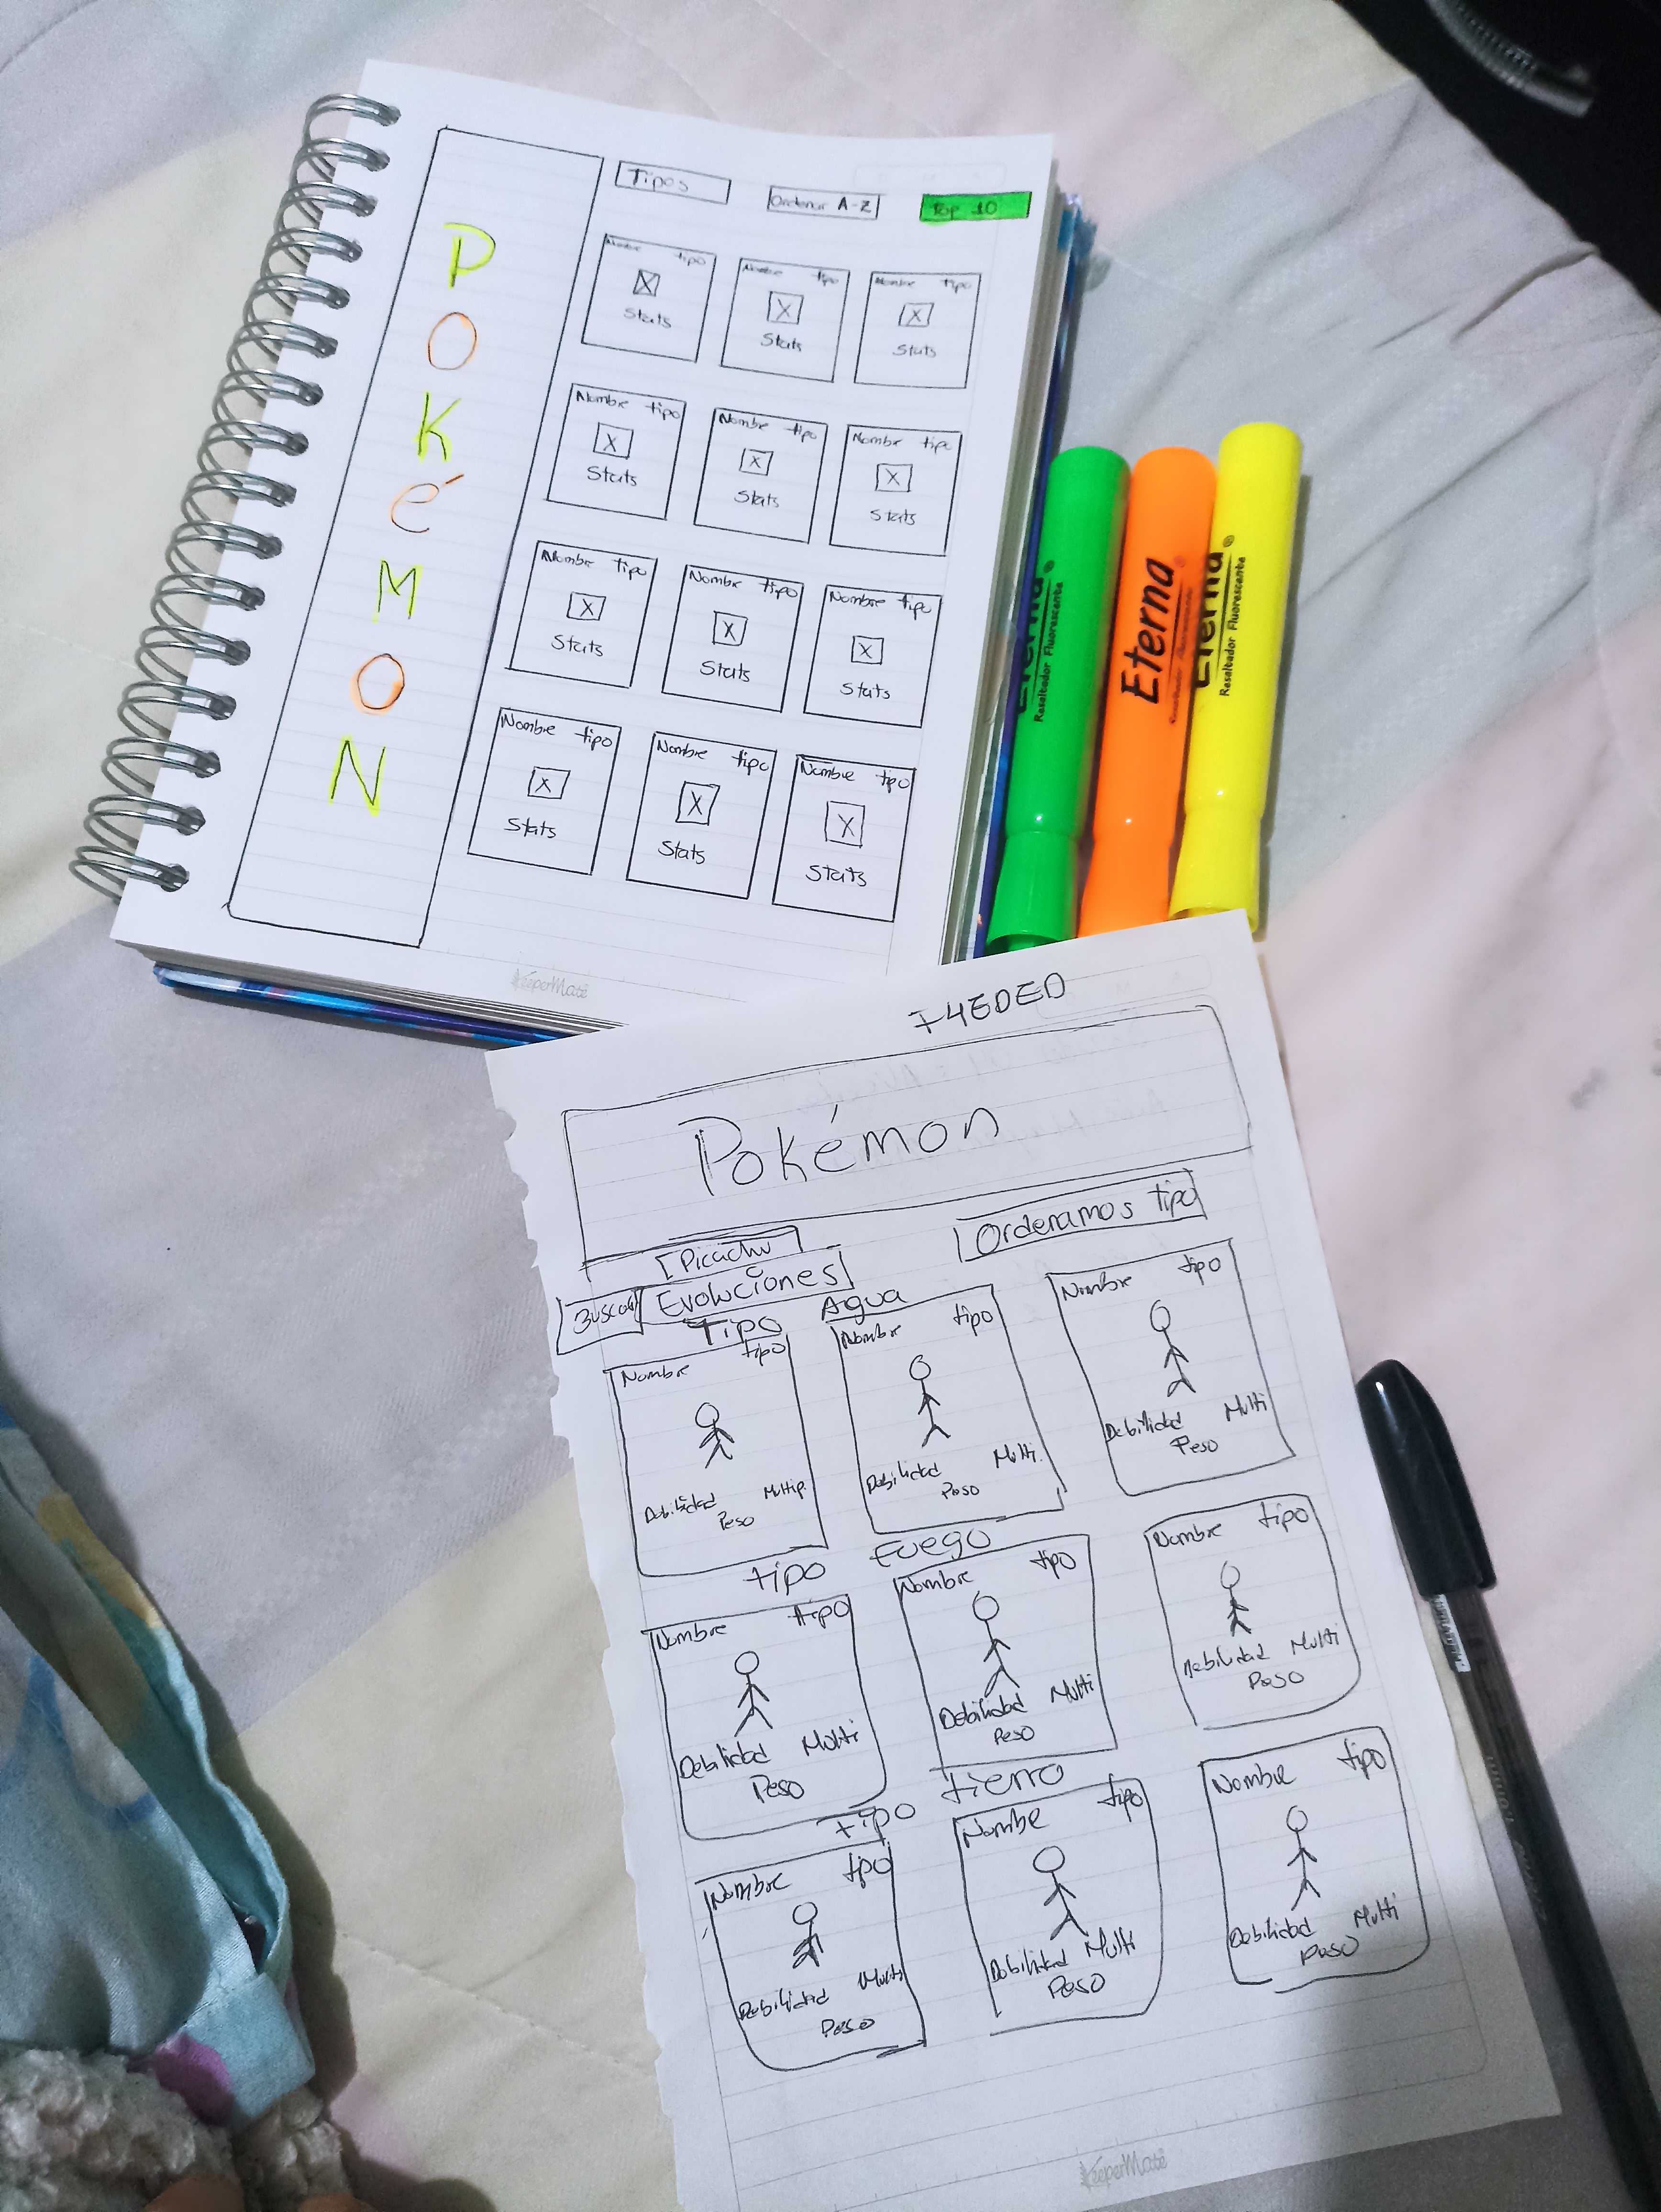 Tipos
Ordenar A-Z
Top 10
POKéMON
Nombre tipo
Stats
Nombre tipo
Stats
Nombre tipo
Stats
Nombre tipo
Stats
Nombre tipo
Stats
Nombre tipo
Stats
Nombre tipo
Stats
Nombre tipo
Stats
Nombre tipo
Stats
Nombre tipo
Stats
Nombre tipo
Stats
Nombre tipo
Stats
KeeperMate
Eterna®
Resaltador Fluorescente
Eterna®
Eterna®
Resaltador Fluorescente
Pokémon
[Picachu]
Ordenamos tipo
Buscar
Evoluciones
Tipo Agua
Nombre tipo
Debilidad Multip.
Peso
Nombre tipo
Debilidad Multi.
Peso
Nombre tipo
Debilidad Multi
Peso
tipo Fuego
Nombre tipo
Debilidad Multi
Peso
Nombre tipo
Debilidad Multi
Peso
Nombre tipo
Debilidad Multi
Peso
tipo tierra
Nombre tipo
Debilidad Multi
Peso
Nombre tipo
Debilidad Multi
Peso
Nombre tipo
Debilidad Multi
Peso
KeeperMate